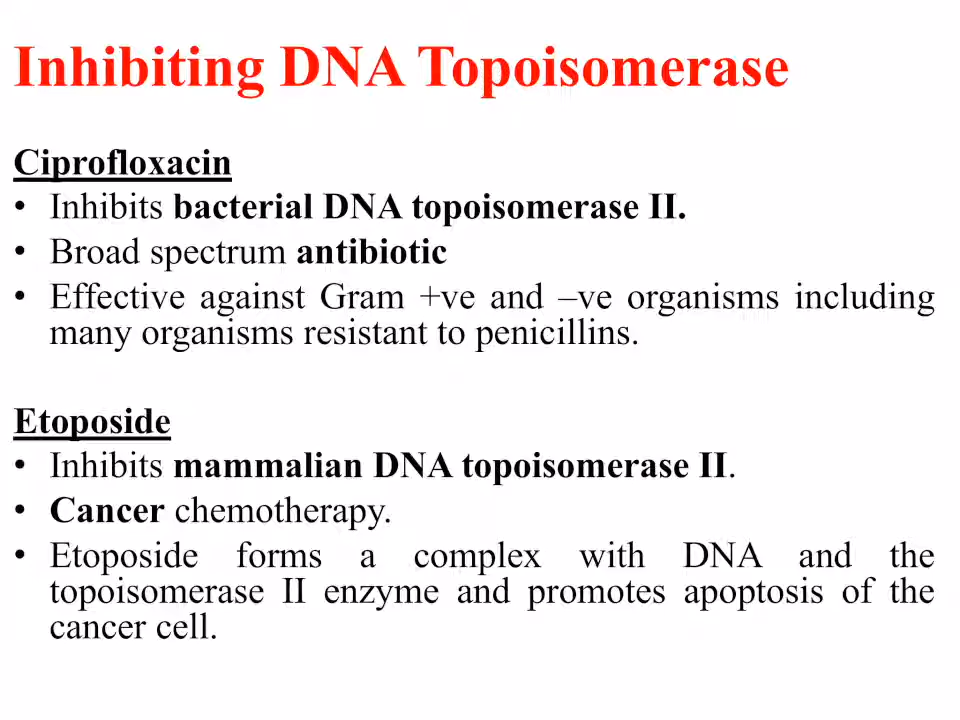 Inhibiting DNA Topoisomerase
Ciprofloxacin
• Inhibits bacterial DNA topoisomerase II.
• Broad spectrum antibiotic
• Effective against Gram +ve and –ve organisms including
many organisms resistant to penicillins.
Etoposide
• Inhibits mammalian DNA topoisomerase II.
• Cancer chemotherapy.
• Etoposide forms a complex with DNA and the
topoisomerase II enzyme and promotes apoptosis of the
cancer cell.